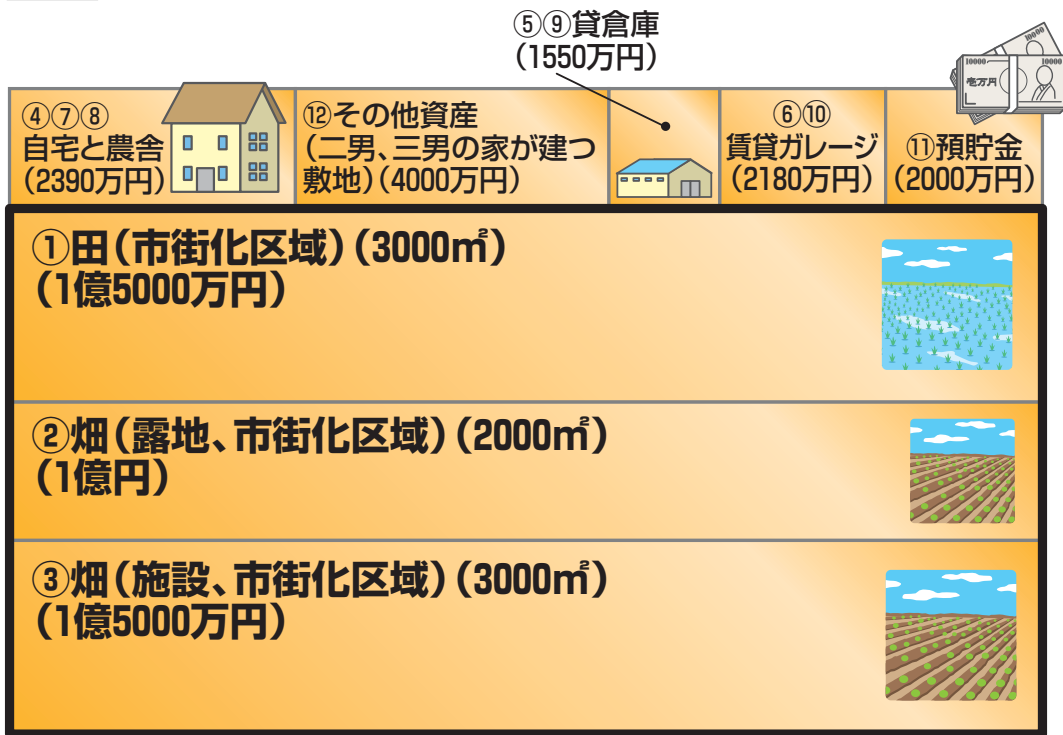 ⑤⑨貸倉庫
（1550万円）
④⑦⑧
自宅と農舎
（2390万円）
⑫その他資産
（二男、三男の家が建つ
敷地）（4000万円）
⑥⑩
賃貸ガレージ
（2180万円）
10000
10000
10000
壱万円
⑪預貯金
（2000万円）
①田（市街化区域）（3000㎡）
（1億5000万円）
②畑（露地、市街化区域）（2000㎡）
（1億円）
③畑（施設、市街化区域）（3000㎡）
（1億5000万円）